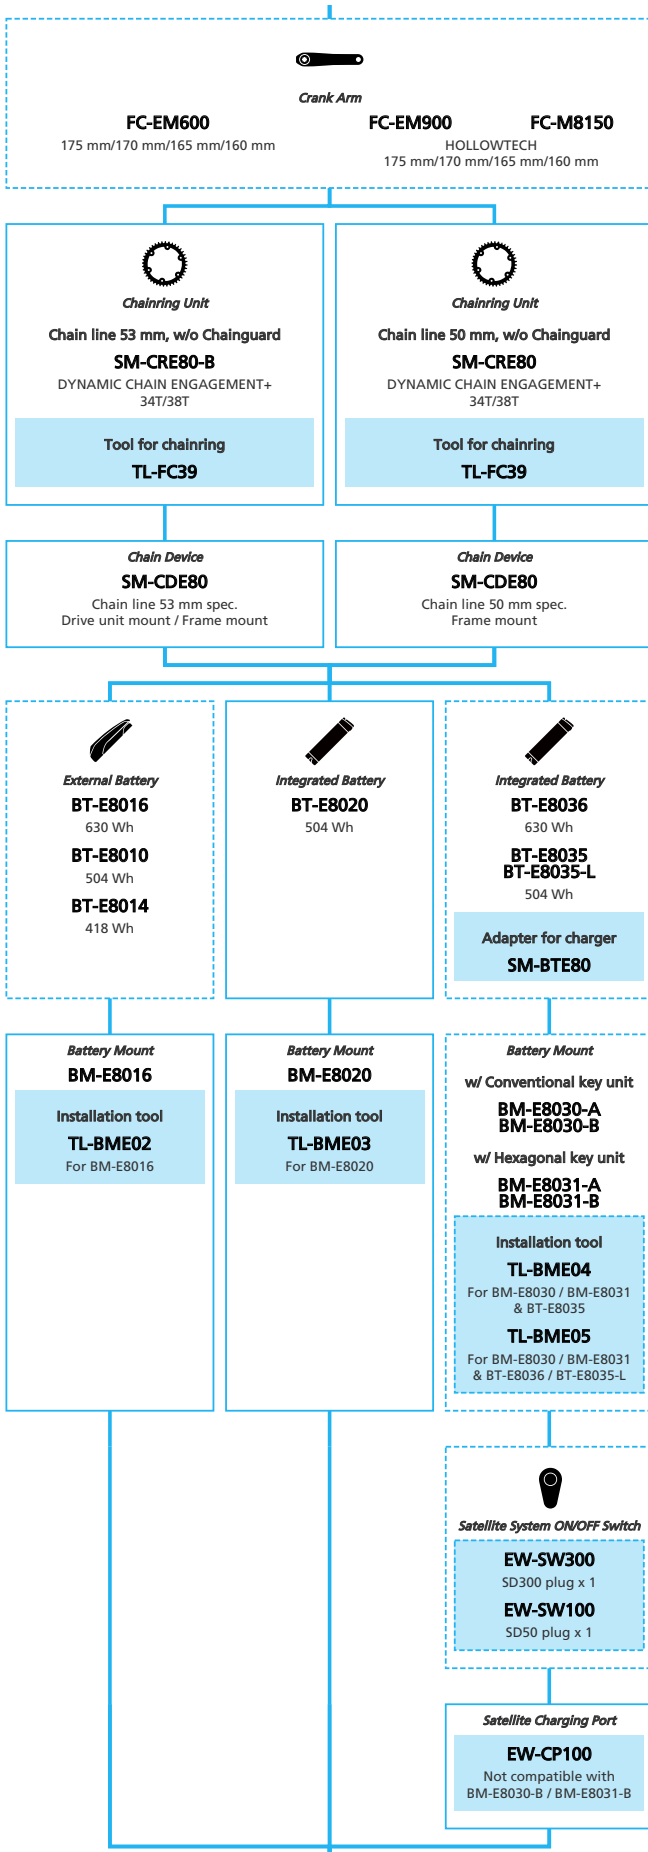 Crank Arm
FC-EM600
175 mm/170 mm/165 mm/160 mm
FC-EM900
FC-M8150
HOLLOWTECH
175 mm/170 mm/165 mm/160 mm
Chainring Unit
Chain line 53 mm, w/o Chainguard
SM-CRE80-B
DYNAMIC CHAIN ENGAGEMENT+
34T/38T
Tool for chainring
TL-FC39
Chainring Unit
Chain line 50 mm, w/o Chainguard
SM-CRE80
DYNAMIC CHAIN ENGAGEMENT+
34T/38T
Tool for chainring
TL-FC39
Chain Device
SM-CDE80
Chain line 53 mm spec.
Drive unit mount / Frame mount
Chain Device
SM-CDE80
Chain line 50 mm spec.
Frame mount
External Battery
BT-E8016
630 Wh
BT-E8010
504 Wh
BT-E8014
418 Wh
Integrated Battery
BT-E8020
504 Wh
Integrated Battery
BT-E8036
630 Wh
BT-E8035
BT-E8035-L
504 Wh
Adapter for charger
SM-BTE80
Battery Mount
BM-E8016
Installation tool
TL-BME02
For BM-E8016
Battery Mount
BM-E8020
Installation tool
TL-BME03
For BM-E8020
Battery Mount
w/ Conventional key unit
BM-E8030-A
BM-E8030-B
w/ Hexagonal key unit
BM-E8031-A
BM-E8031-B
Installation tool
TL-BME04
For BM-E8030 / BM-E8031
& BT-E8035
TL-BME05
For BM-E8030 / BM-E8031
& BT-E8036 / BT-E8035-L
Satellite System ON/OFF Switch
EW-SW300
SD300 plug x 1
EW-SW100
SD50 plug x 1
Satellite Charging Port
EW-CP100
Not compatible with
BM-E8030-B / BM-E8031-B